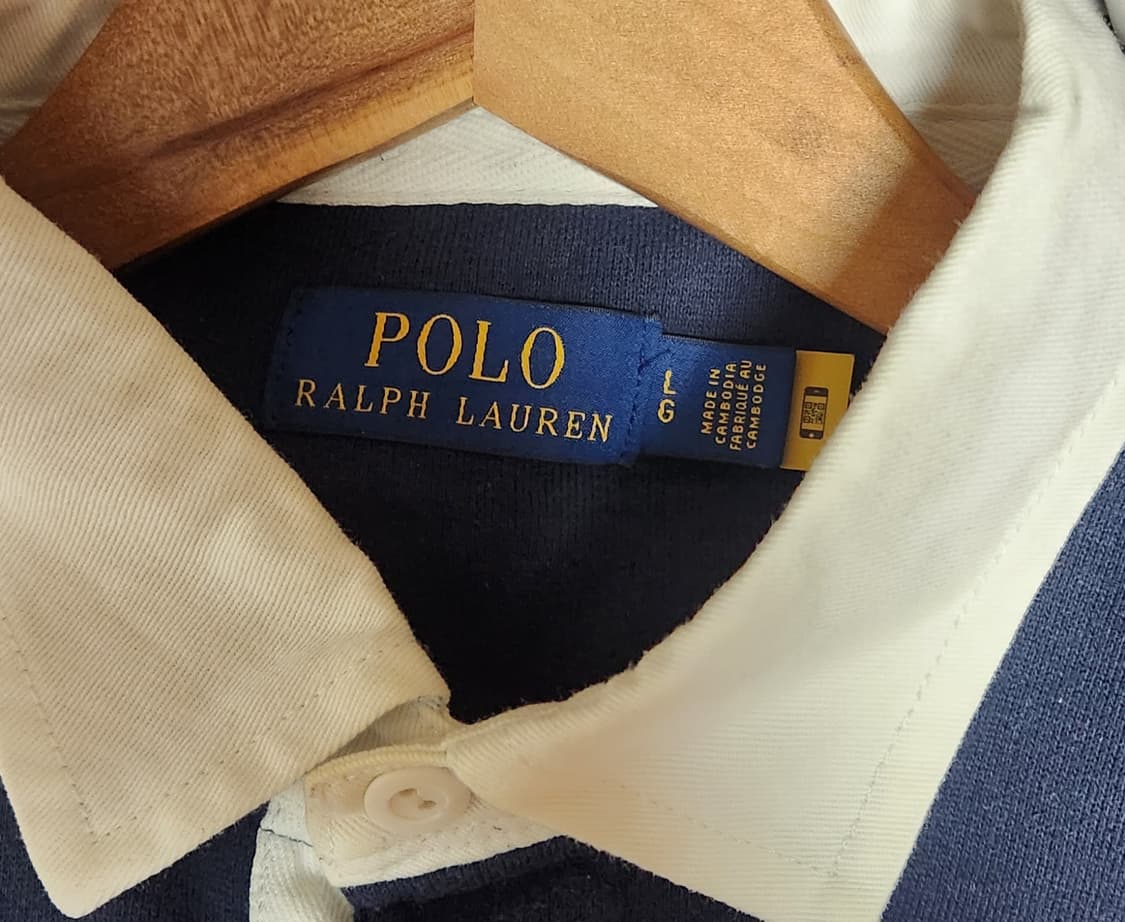 POLO
RALPH LAUREN
L
G
MADE IN
CAMBODIA
FABRIQUÉ AU
CAMBODGE